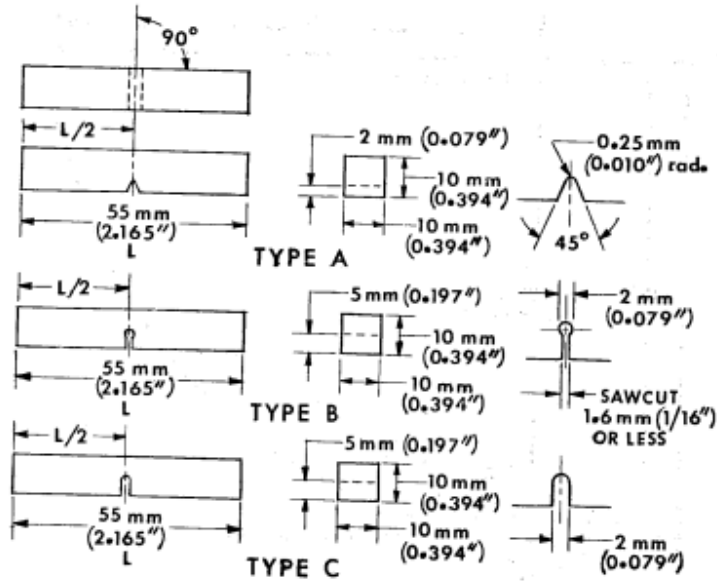 90°
L/2
55 mm
(2.165")
L
2 mm (0.079")
10 mm
(0.394")
10 mm
(0.394")
0.25 mm
(0.010") rad.
45°
TYPE A
L/2
55 mm
(2.165")
L
5 mm (0.197")
10 mm
(0.394")
10 mm
(0.394")
2 mm
(0.079")
SAWCUT
1.6 mm (1/16")
OR LESS
TYPE B
L/2
55 mm
(2.165")
L
5 mm (0.197")
10 mm
(0.394")
10 mm
(0.394")
2 mm
(0.079")
TYPE C